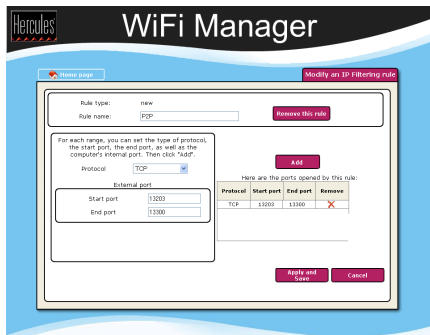 Hercules
WiFi Manager
Home page
Modify an IP Filtering rule
Rule type: new
Rule name: P2P
Remove this rule
For each range, you can set the type of protocol,
the start port, the end port, as well as the
computer's internal port. Then click "Add".
Protocol TCP
External port
Start port 13203
End port 13300
Add
Here are the ports opened by this rule:
Protocol Start port End port Remove
TCP 13203 13300
Apply and
Save
Cancel